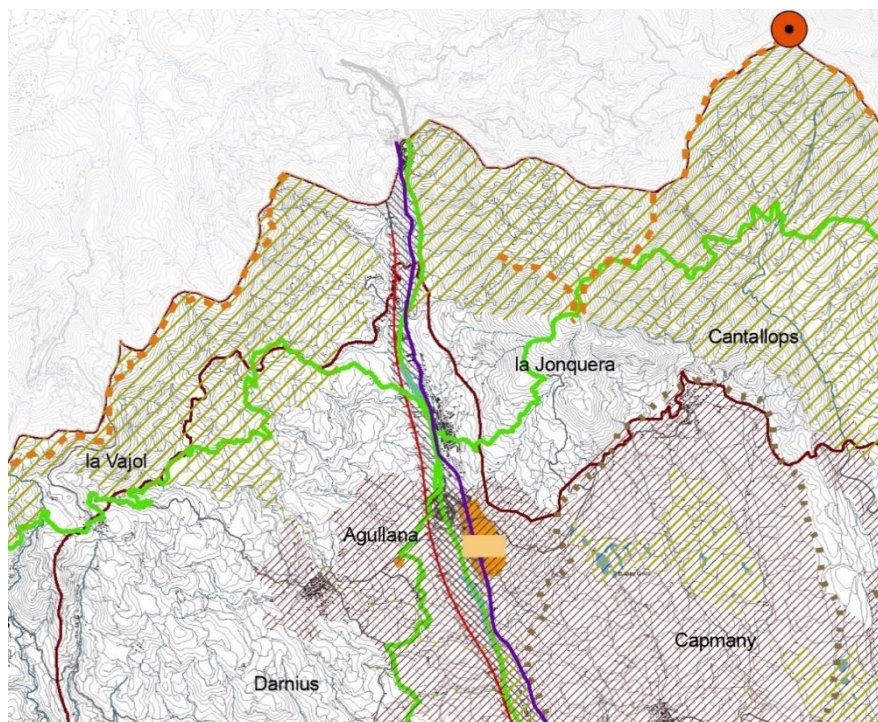 Cantallops
la Jonquera
la Vajol
Agullana
Capmany
Darnius